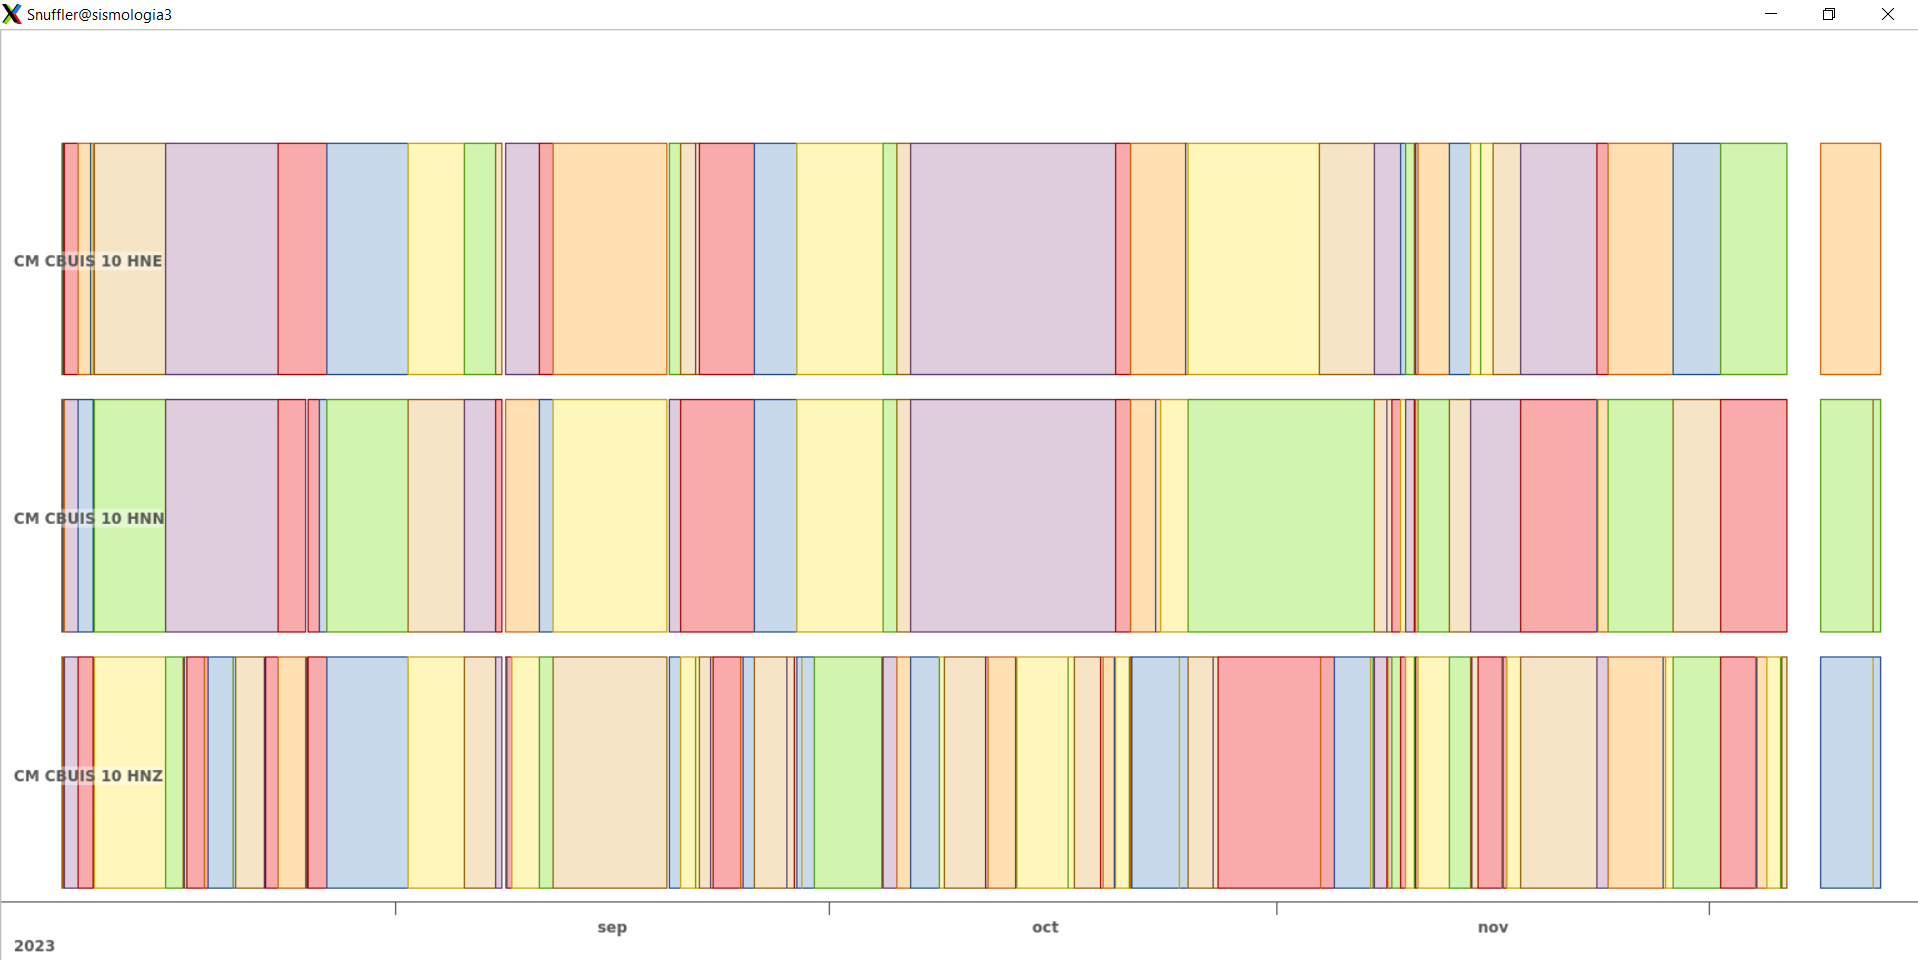 Snuffler@sismologia3
CM CBUIS 10 HNE
CM CBUIS 10 HNN
CM CBUIS 10 HNZ
sep oct nov
2023